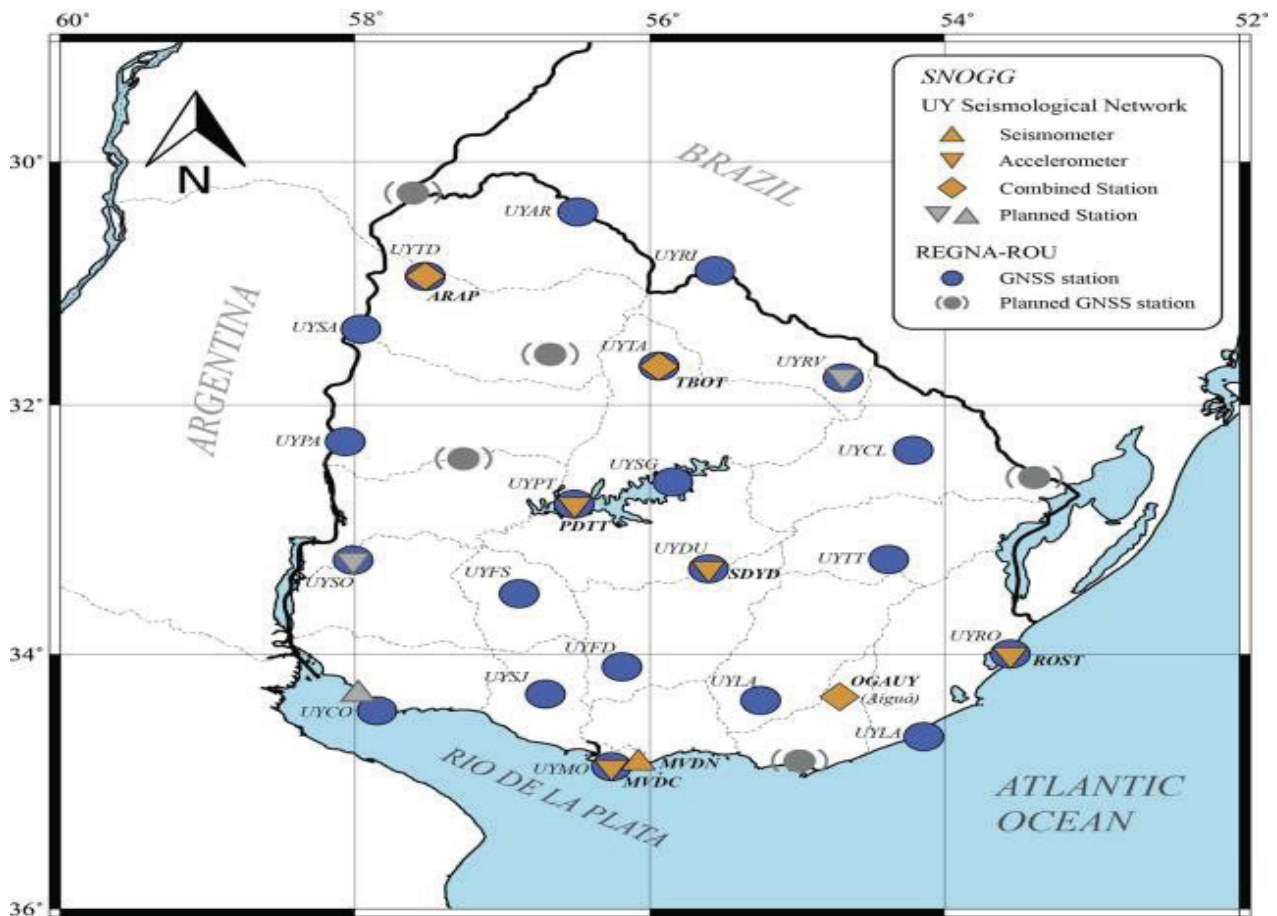 60°
58°
56°
54°
52°
30°
32°
34°
36°
SNOGG
UY Seismological Network
Seismometer
Accelerometer
Combined Station
Planned Station
REGNA-ROU
GNSS station
Planned GNSS station
N
BRAZIL
ARGENTINA
UYAR
UYTD
ARAP
UYRI
UYSA
UYTA
TBOT
UYRV
UYPA
UYCL
UYSG
UYPT
PDTT
UYDU
SDYD
UYTT
UYSO
UYFS
UYRO
ROST
UYFD
UYSJ
UYLA
OGAUY
(Aiguá)
UYCO
UYLA
UYMO
MVDN
MVDC
RIO DE LA PLATA
ATLANTIC
OCEAN